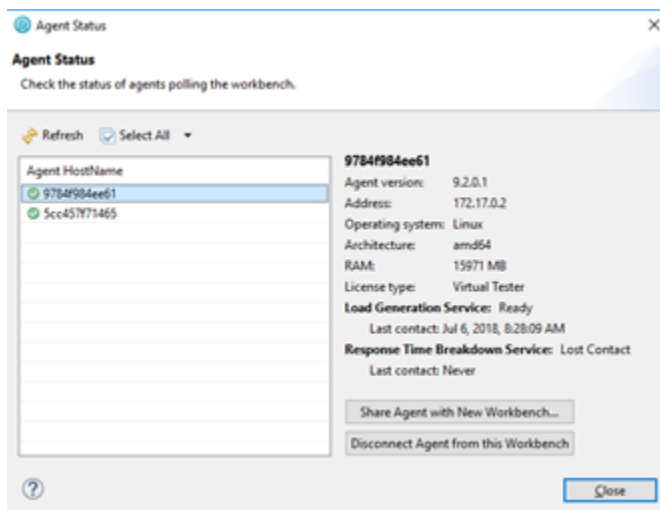 Agent Status
Agent Status
Check the status of agents polling the workbench.
Refresh Select All
Agent HostName
9784f984ee61
5cc457f71465
9784f984ee61
Agent version: 9.2.0.1
Address: 172.17.0.2
Operating system: Linux
Architecture: amd64
RAM: 15971 MB
License type: Virtual Tester
Load Generation Service: Ready
Last contact: Jul 6, 2018, 8:28:09 AM
Response Time Breakdown Service: Lost Contact
Last contact: Never
Share Agent with New Workbench...
Disconnect Agent from this Workbench
Close